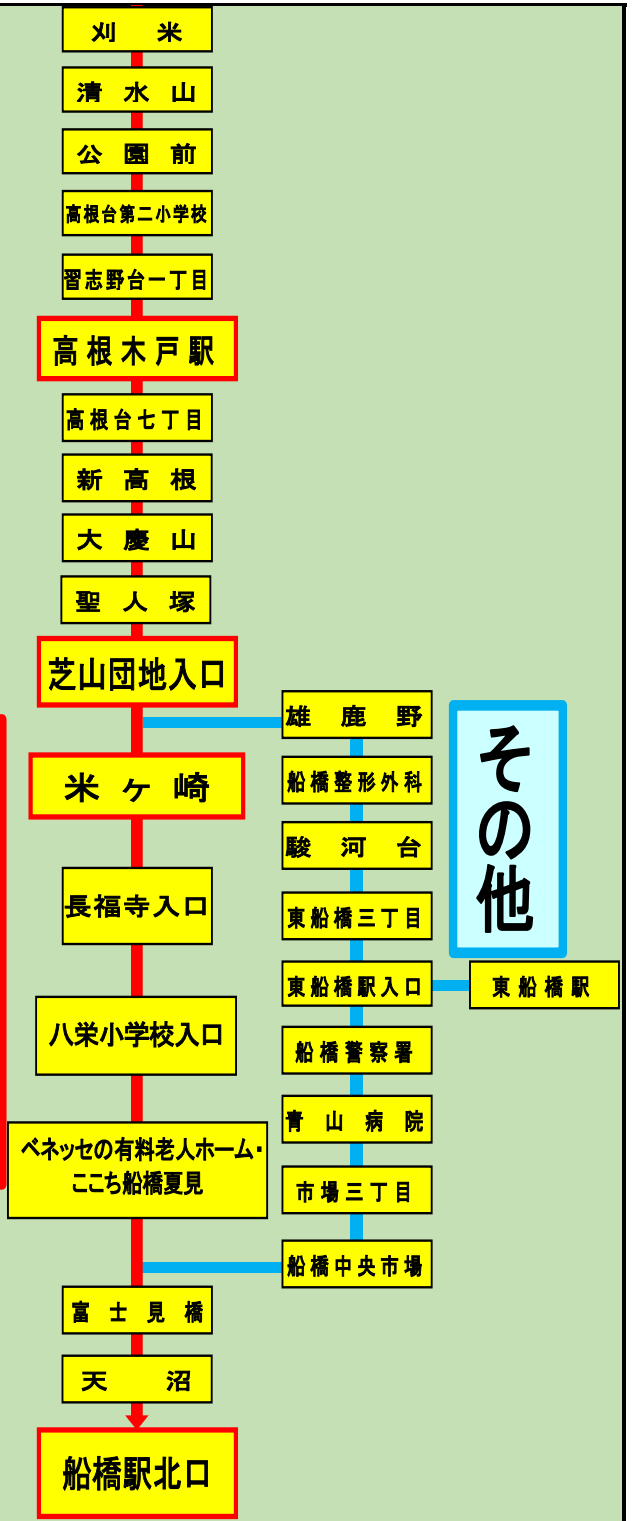 刈米
清水山
公園前
高根台第二小学校
習志野台一丁目
高根木戸駅
高根台七丁目
新高根
大慶山
聖人塚
芝山団地入口
米ヶ崎
長福寺入口
八栄小学校入口
ベネッセの有料老人ホーム・
ここち船橋夏見
富士見橋
天沼
船橋駅北口
雄鹿野
船橋整形外科
駿河台
東船橋三丁目
東船橋駅入口
東船橋駅
船橋警察署
青山病院
市場三丁目
船橋中央市場
その他